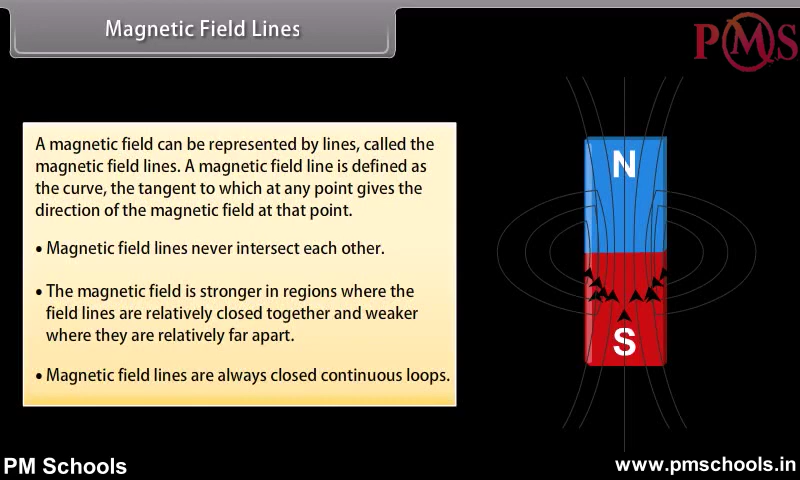 Magnetic Field Lines
PMS
A magnetic field can be represented by lines, called the
magnetic field lines. A magnetic field line is defined as
the curve, the tangent to which at any point gives the
direction of the magnetic field at that point.
• Magnetic field lines never intersect each other.
• The magnetic field is stronger in regions where the
field lines are relatively closed together and weaker
where they are relatively far apart.
• Magnetic field lines are always closed continuous loops.
N
S
PM Schools
www.pmschools.in